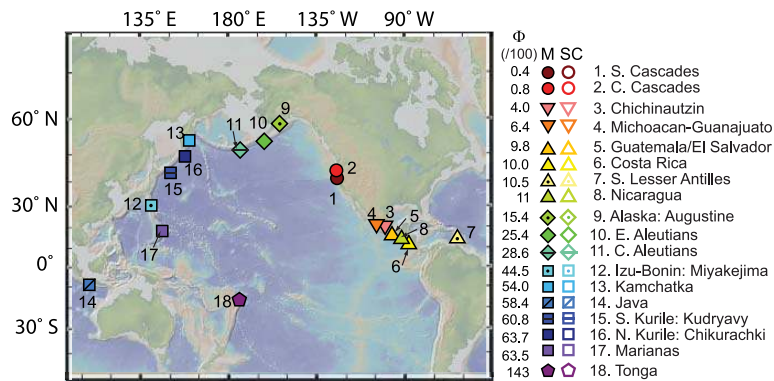 135° E 180° E 135° W 90° W
60° N
30° N
0°
30° S
1
2
3
4
5
6
7
8
9
10
11
12
13
14
15
16
17
18
Φ
(/100) M SC
0.4 1. S. Cascades
0.8 2. C. Cascades
4.0 3. Chichinautzin
6.4 4. Michoacan-Guanajuato
9.8 5. Guatemala/El Salvador
10.0 6. Costa Rica
10.5 7. S. Lesser Antilles
11 8. Nicaragua
15.4 9. Alaska: Augustine
25.4 10. E. Aleutians
28.6 11. C. Aleutians
44.5 12. Izu-Bonin: Miyakejima
54.0 13. Kamchatka
58.4 14. Java
60.8 15. S. Kurile: Kudryavy
63.7 16. N. Kurile: Chikurachki
63.5 17. Marianas
143 18. Tonga